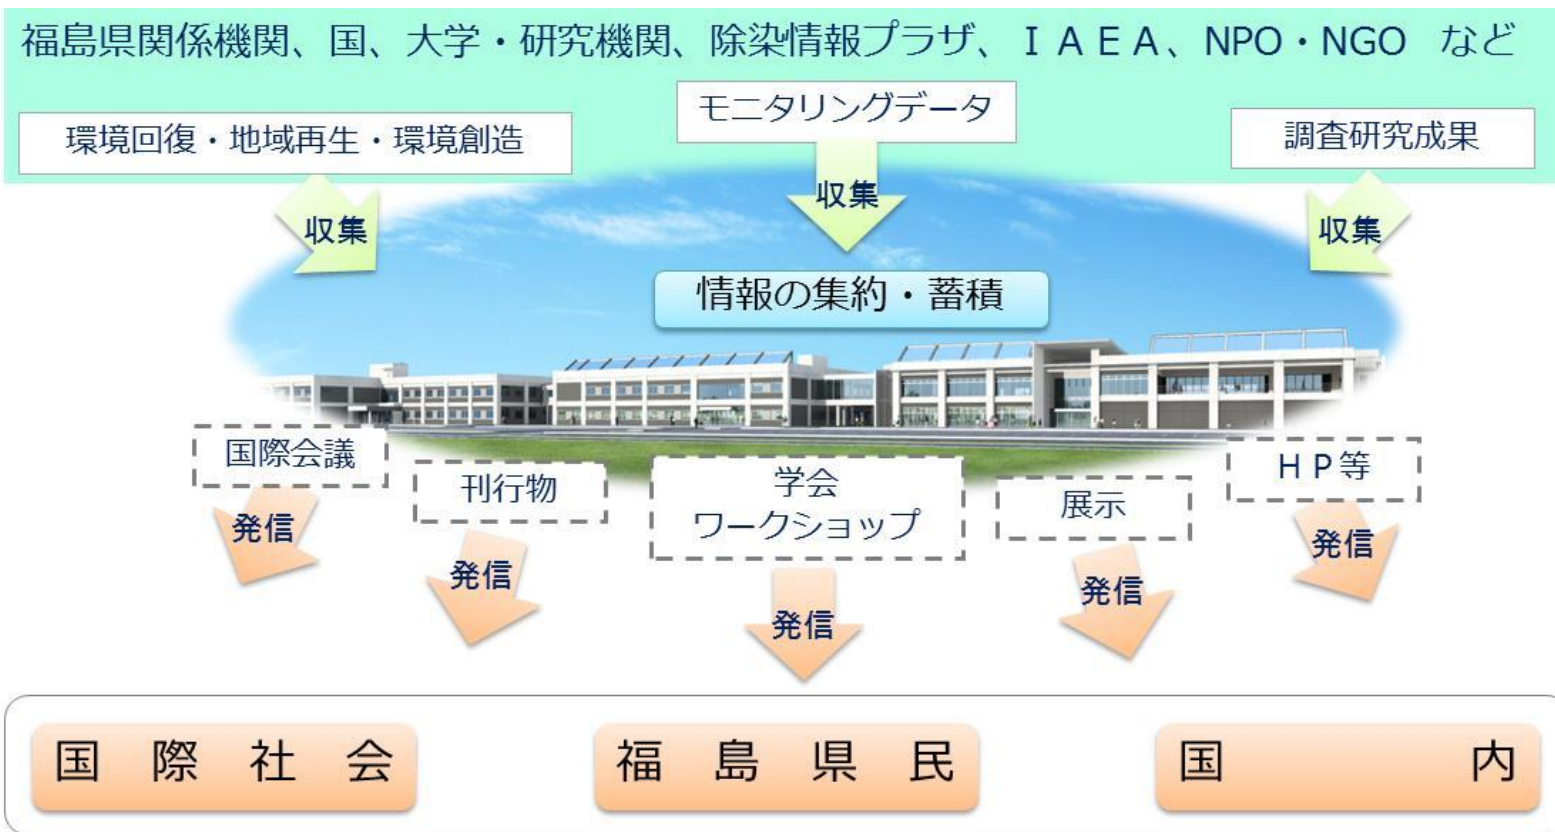 福島県関係機関、国、大学・研究機関、除染情報プラザ、ＩＡＥＡ、NPO・NGO　など
環境回復・地域再生・環境創造
モニタリングデータ
調査研究成果
収集
収集
収集
情報の集約・蓄積
国際会議
刊行物
学会
ワークショップ
展示
ＨＰ等
発信
発信
発信
発信
発信
国際社会
福島県民
国内